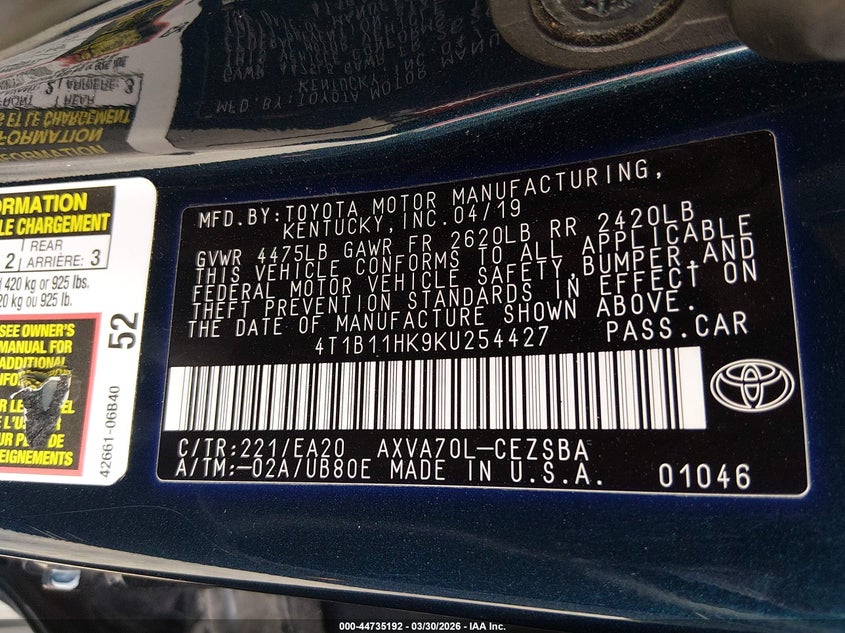 MFD.BY:TOYOTA MOTOR MANUFACTURING,
KENTUCKY,INC.04/19
GVWR 4475LB GAWR FR 2620LB RR 2420LB
THIS VEHICLE CONFORMS TO ALL APPLICABLE
FEDERAL MOTOR VEHICLE SAFETY,BUMPER,AND
THEFT PREVENTION STANDARDS IN EFFECT ON
THE DATE OF MANUFACTURE SHOWN ABOVE.
4T1B11HK9KU254427 PASS.CAR
C/TR:221/EA20 AXVA70L-CEZSBA
A/TM:-02A/UB80E MADE IN U.S.A. 01046
LE CHARGEMENT
2 REAR
ARRIÈRE: 3
420 kg or 925 lbs.
kg ou 925 lb.
SEE OWNER'S
MANUAL FOR
ADDITIONAL
52
42661-06B40
000-44735192 — 03/30/2026 — IAA Inc.